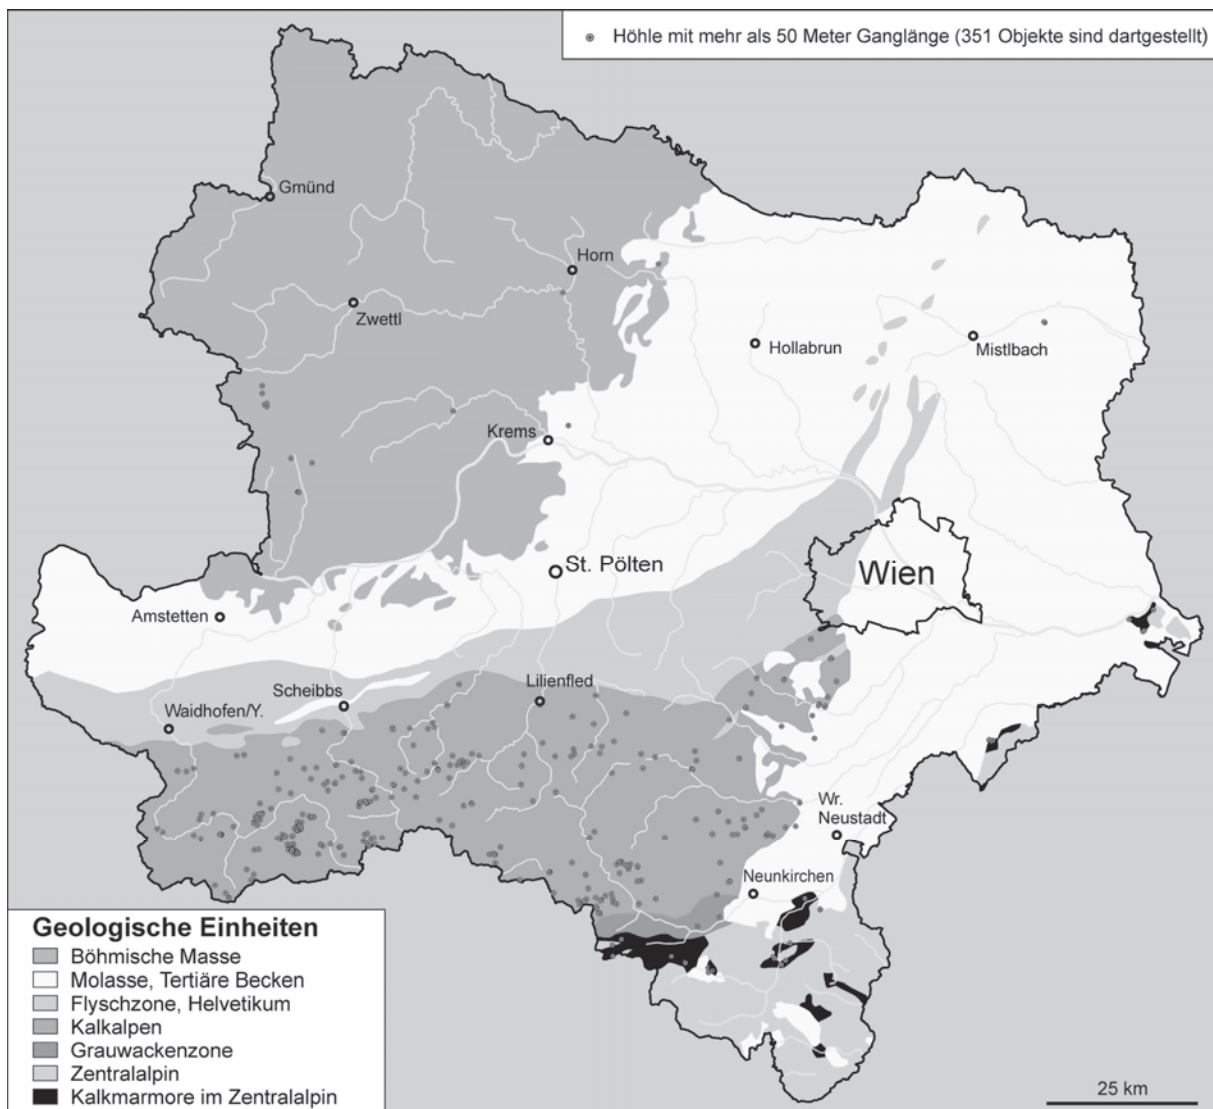 Höhle mit mehr als 50 Meter Ganglänge (351 Objekte sind dartgestellt)
Gmünd
Horn
Zwettl
Hollabrun
Mistlbach
Krems
St. Pölten
Wien
Amstetten
Scheibbs
Lilienfled
Waidhofen/Y.
Wr.
Neustadt
Neunkirchen
Geologische Einheiten
Böhmische Masse
Molasse, Tertiäre Becken
Flyschzone, Helvetikum
Kalkalpen
Grauwackenzone
Zentralalpin
Kalkmarmore im Zentralalpin
25 km